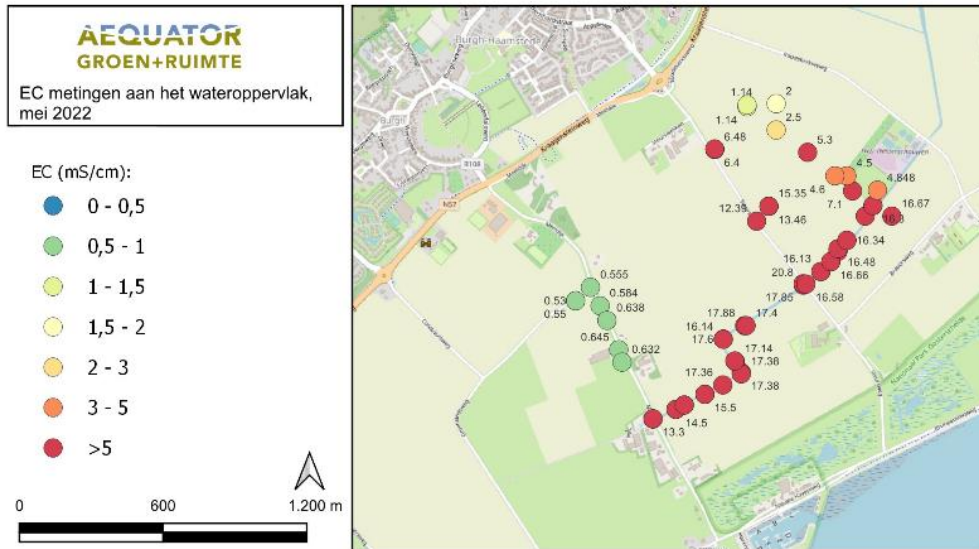 AEQUATOR
GROEN+RUIMTE
EC metingen aan het wateroppervlak,
mei 2022
EC (mS/cm):
0 - 0,5
0,5 - 1
1 - 1,5
1,5 - 2
2 - 3
3 - 5
>5
0
600
1.200 m
Burgh-Haamstede
Burgh
R108
N57
1.14
2
1.14
2.5
6.48
5.3
6.4
4.5
4.6
4.848
7.1
15.35
16.67
12.39
13.46
16.3
16.34
16.13
16.48
20.8
16.66
17.85
16.58
0.555
0.53
0.584
0.55
0.638
0.645
0.632
17.88
17.4
16.14
17.6
17.14
17.38
17.36
17.38
15.5
14.5
13.3